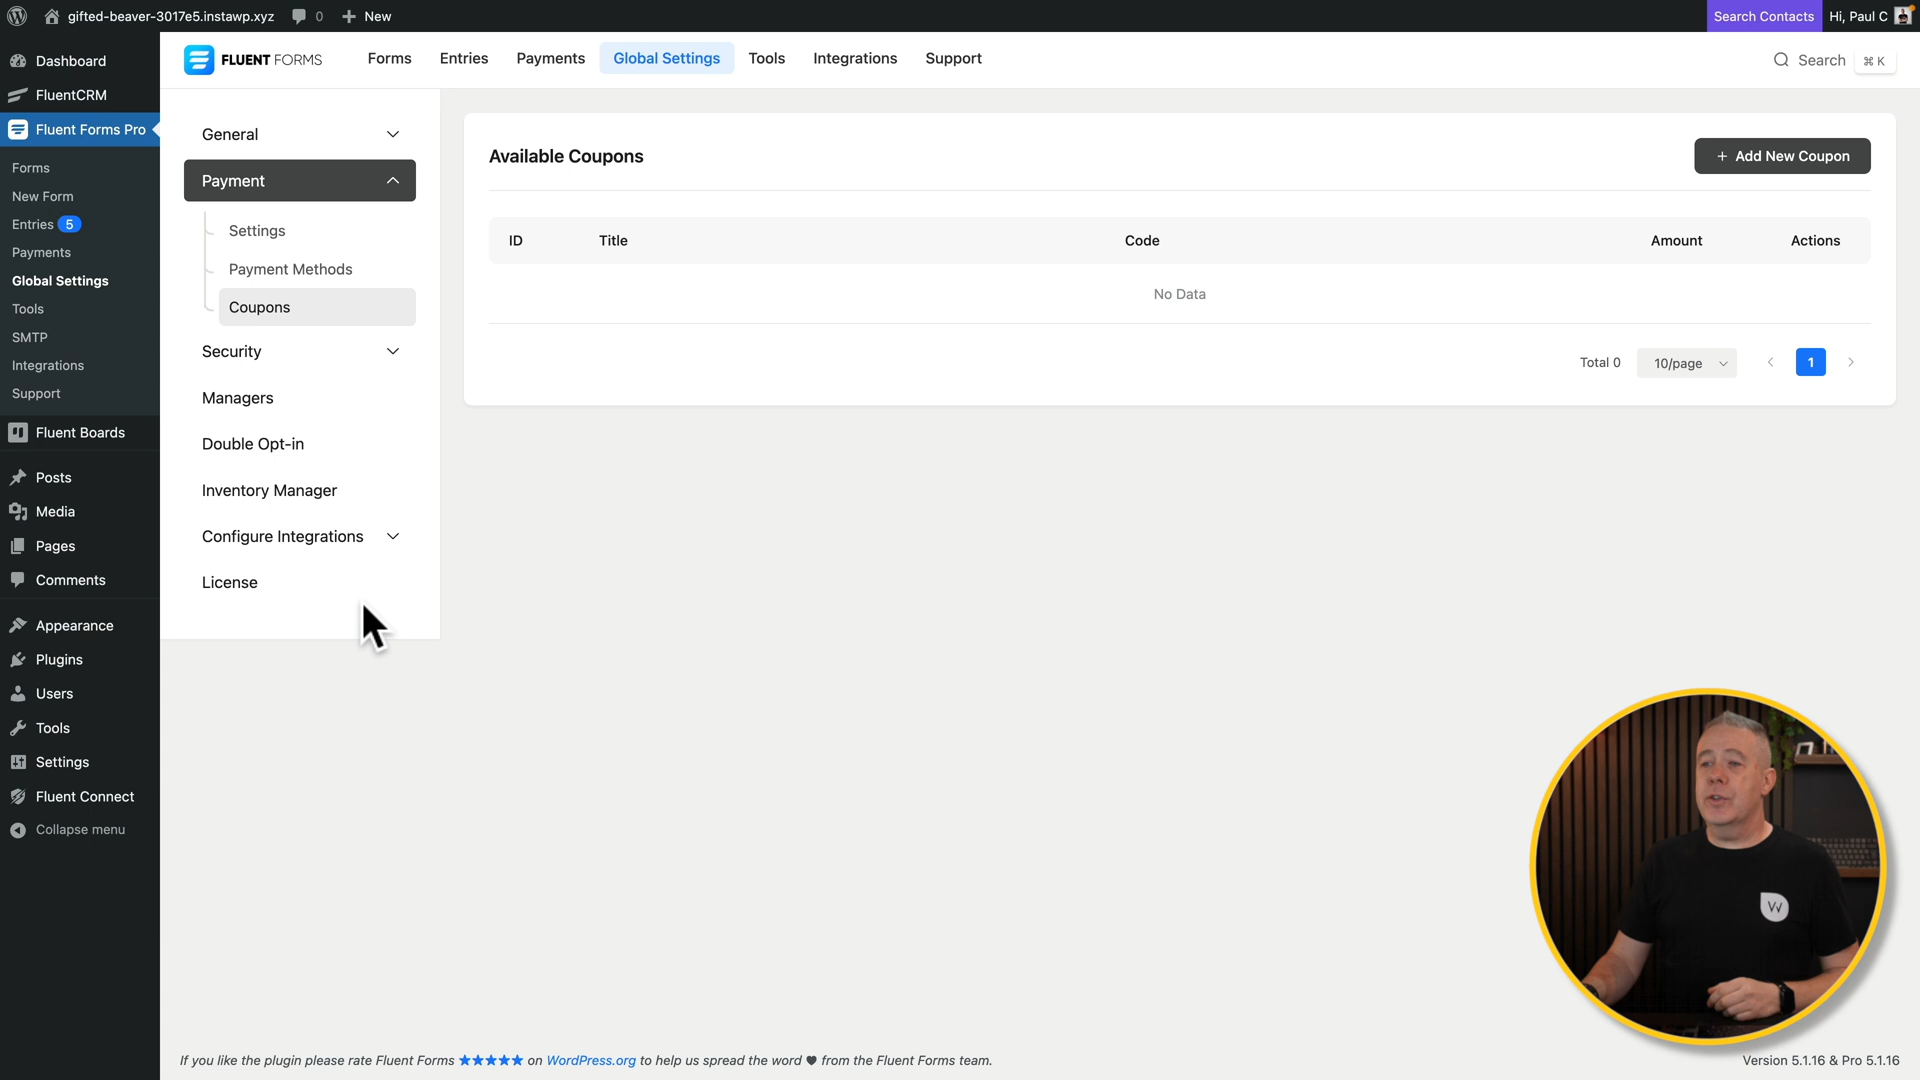 gifted-beaver-3017e5.instawp.xyz 0 New Search Contacts Hi, Paul C
Dashboard
FluentCRM
Fluent Forms Pro
Forms
New Form
Entries 5
Payments
Global Settings
Tools
SMTP
Integrations
Support
Fluent Boards
Posts
Media
Pages
Comments
Appearance
Plugins
Users
Tools
Settings
Fluent Connect
Collapse menu
FLUENT FORMS Forms Entries Payments Global Settings Tools Integrations Support Search ⌘ K
General
Payment
Settings
Payment Methods
Coupons
Security
Managers
Double Opt-in
Inventory Manager
Configure Integrations
License
Available Coupons + Add New Coupon
ID Title Code Amount Actions
No Data
Total 0 10/page 1
W
If you like the plugin please rate Fluent Forms ★★★★★ on WordPress.org to help us spread the word ♥ from the Fluent Forms team. Version 5.1.16 & Pro 5.1.16